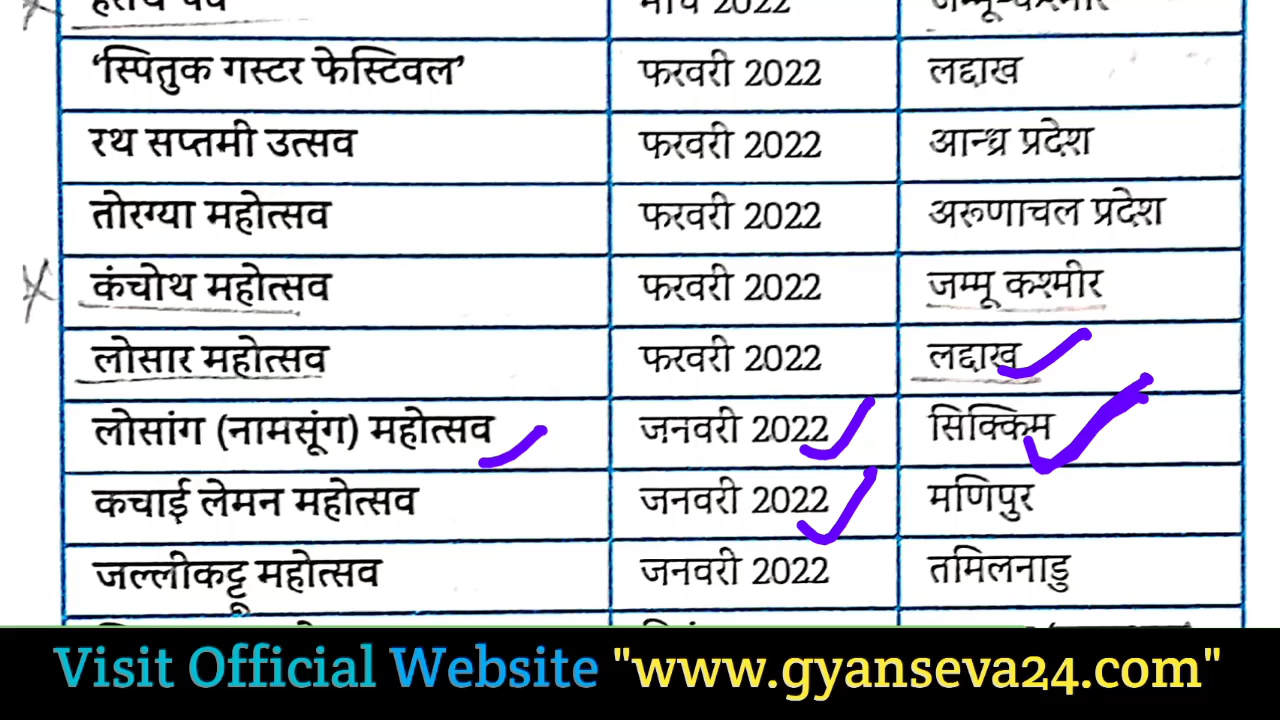 हेराथ पर्व मार्च 2022 जम्मू-कश्मीर
‘स्पितुक गस्टर फेस्टिवल’ फरवरी 2022 लद्दाख
रथ सप्तमी उत्सव फरवरी 2022 आन्ध्र प्रदेश
तोरग्या महोत्सव फरवरी 2022 अरूणाचल प्रदेश
कंचोथ महोत्सव फरवरी 2022 जम्मू कश्मीर
लोसार महोत्सव फरवरी 2022 लद्दाख
लोसांग (नामसूंग) महोत्सव जनवरी 2022 सिक्किम
कचाई लेमन महोत्सव जनवरी 2022 मणिपुर
जल्लीकट्टू महोत्सव जनवरी 2022 तमिलनाडु
Visit Official Website "www.gyanseva24.com"